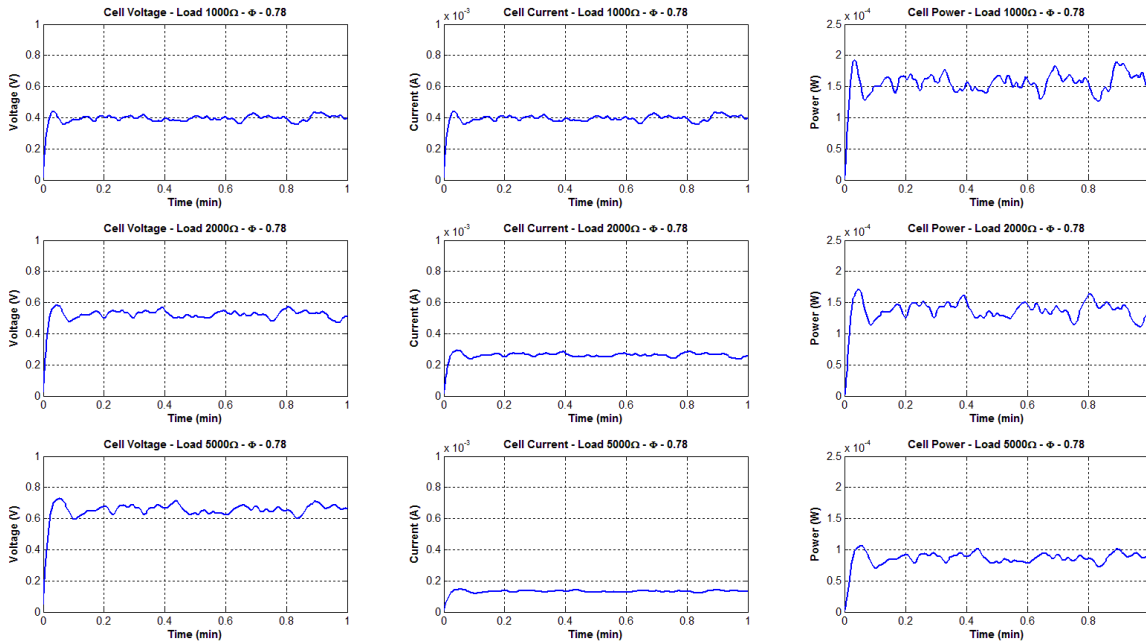 Cell Voltage - Load 1000Ω - Φ - 0.78
1
0.8
0.6
0.4
0.2
0
Voltage (V)
0 0.2 0.4 0.6 0.8 1
Time (min)
Cell Current - Load 1000Ω - Φ - 0.78
x 10⁻³
1
0.8
0.6
0.4
0.2
0
Current (A)
0 0.2 0.4 0.6 0.8 1
Time (min)
Cell Power - Load 1000Ω - Φ - 0.78
x 10⁻⁴
2.5
2
1.5
1
0.5
0
Power (W)
0 0.2 0.4 0.6 0.8
Time (min)
Cell Voltage - Load 2000Ω - Φ - 0.78
1
0.8
0.6
0.4
0.2
0
Voltage (V)
0 0.2 0.4 0.6 0.8 1
Time (min)
Cell Current - Load 2000Ω - Φ - 0.78
x 10⁻³
1
0.8
0.6
0.4
0.2
0
Current (A)
0 0.2 0.4 0.6 0.8 1
Time (min)
Cell Power - Load 2000Ω - Φ - 0.78
x 10⁻⁴
2.5
2
1.5
1
0.5
0
Power (W)
0 0.2 0.4 0.6 0.8
Time (min)
Cell Voltage - Load 5000Ω - Φ - 0.78
1
0.8
0.6
0.4
0.2
0
Voltage (V)
0 0.2 0.4 0.6 0.8 1
Time (min)
Cell Current - Load 5000Ω - Φ - 0.78
x 10⁻³
1
0.8
0.6
0.4
0.2
0
Current (A)
0 0.2 0.4 0.6 0.8 1
Time (min)
Cell Power - Load 5000Ω - Φ - 0.78
x 10⁻⁴
2.5
2
1.5
1
0.5
0
Power (W)
0 0.2 0.4 0.6 0.8
Time (min)